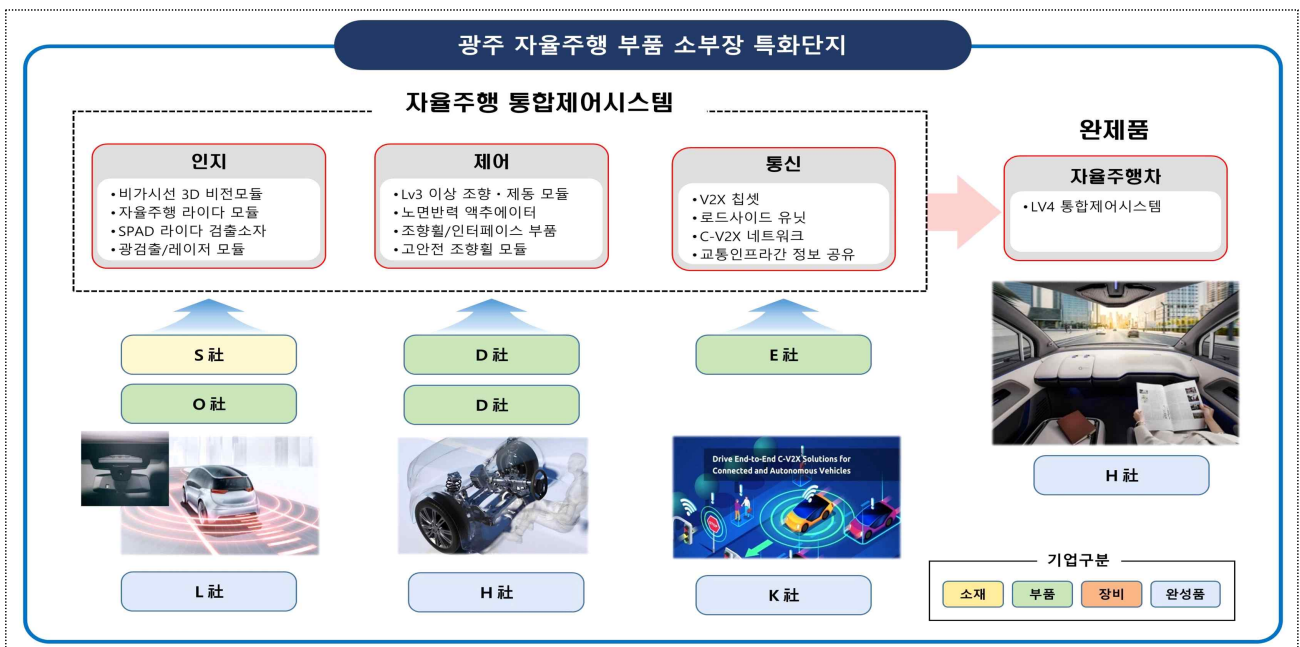 광주 자율주행 부품 소부장 특화단지
자율주행 통합제어시스템
인지
•비가시선 3D 비전모듈
•자율주행 라이다 모듈
•SPAD 라이다 검출소자
•광검출/레이저 모듈
제어
•Lv3 이상 조향・제동 모듈
•노면반력 액추에이터
•조향휠/인터페이스 부품
•고안전 조향휠 모듈
통신
•V2X 칩셋
•로드사이드 유닛
•C-V2X 네트워크
•교통인프라간 정보 공유
완제품
자율주행차
•LV4 통합제어시스템
S 社
O 社
D 社
D 社
E 社
Drive End-to-End C-V2X Solutions for
Connected and Autonomous Vehicles
L 社
H 社
K 社
H 社
기업구분
소재
부품
장비
완성품